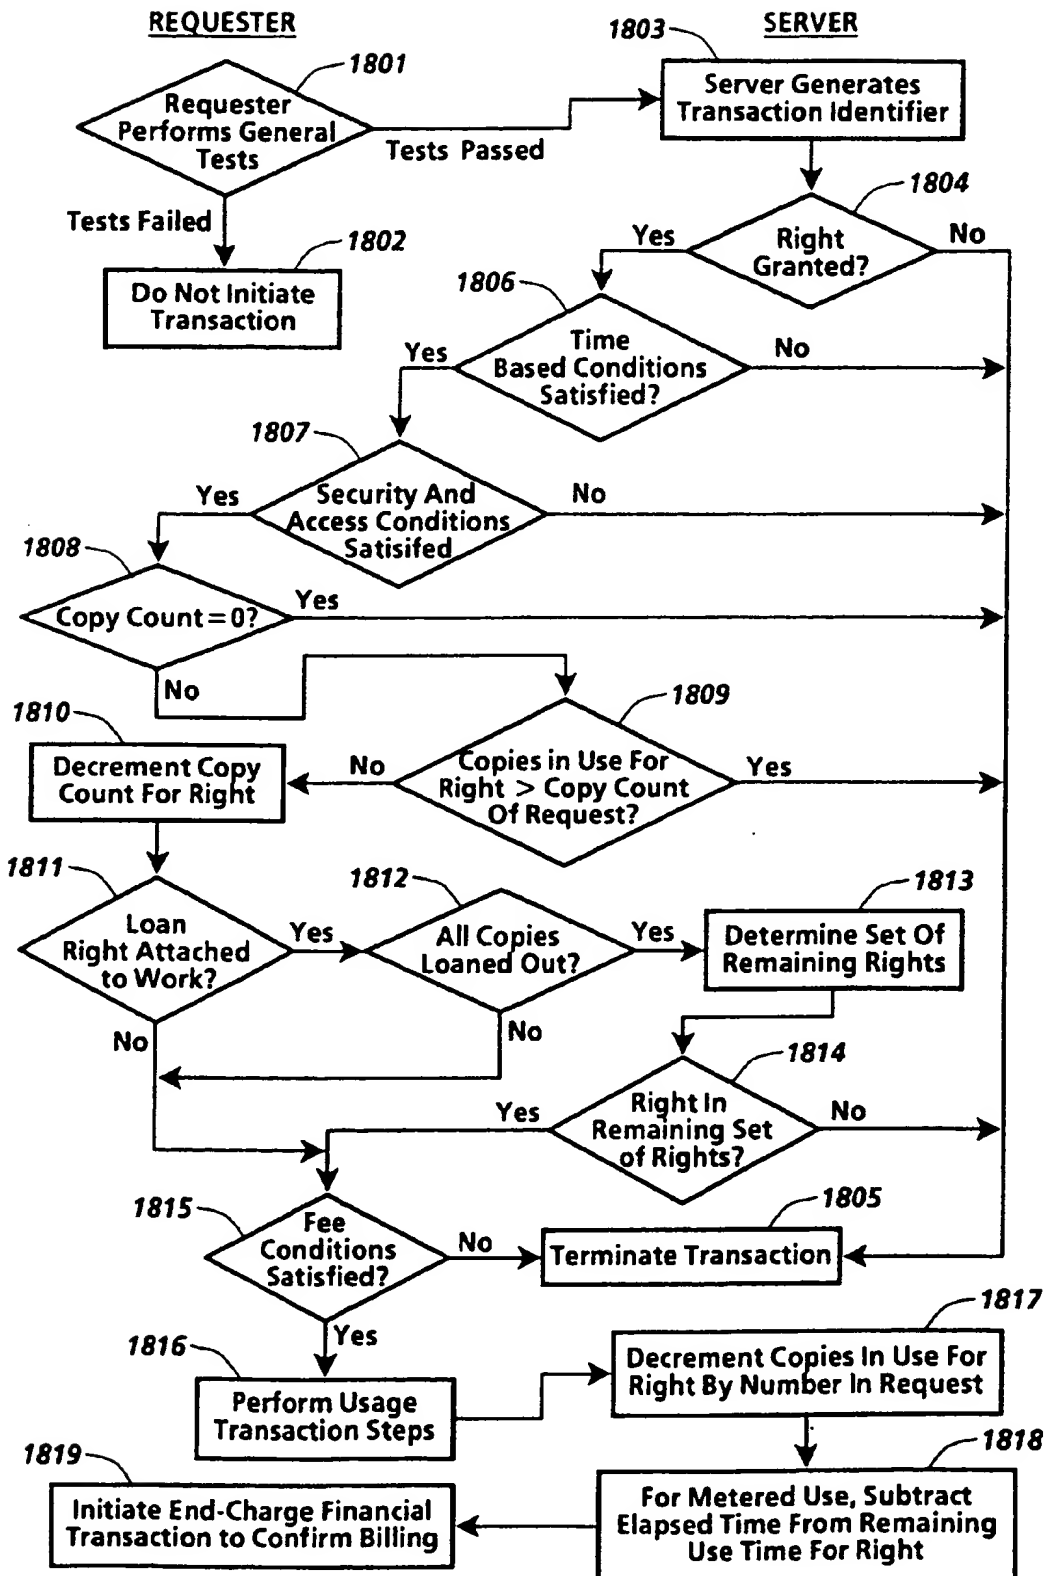 REQUESTER
SERVER
1801
Requester
Performs General
Tests
Tests Passed
Tests Failed
1802
Do Not Initiate
Transaction
1803
Server Generates
Transaction Identifier
1804
Right
Granted?
Yes
No
1806
Time
Based Conditions
Satisfied?
Yes
No
1807
Security And
Access Conditions
Satisifed
Yes
No
1808
Copy Count = 0?
Yes
No
1809
Copies in Use For
Right > Copy Count
Of Request?
No
Yes
1810
Decrement Copy
Count For Right
1811
Loan
Right Attached
to Work?
Yes
No
1812
All Copies
Loaned Out?
Yes
No
1813
Determine Set Of
Remaining Rights
1814
Right In
Remaining Set
of Rights?
Yes
No
1815
Fee
Conditions
Satisfied?
No
Yes
1805
Terminate Transaction
1816
Perform Usage
Transaction Steps
1817
Decrement Copies In Use For
Right By Number In Request
1818
For Metered Use, Subtract
Elapsed Time From Remaining
Use Time For Right
1819
Initiate End-Charge Financial
Transaction to Confirm Billing